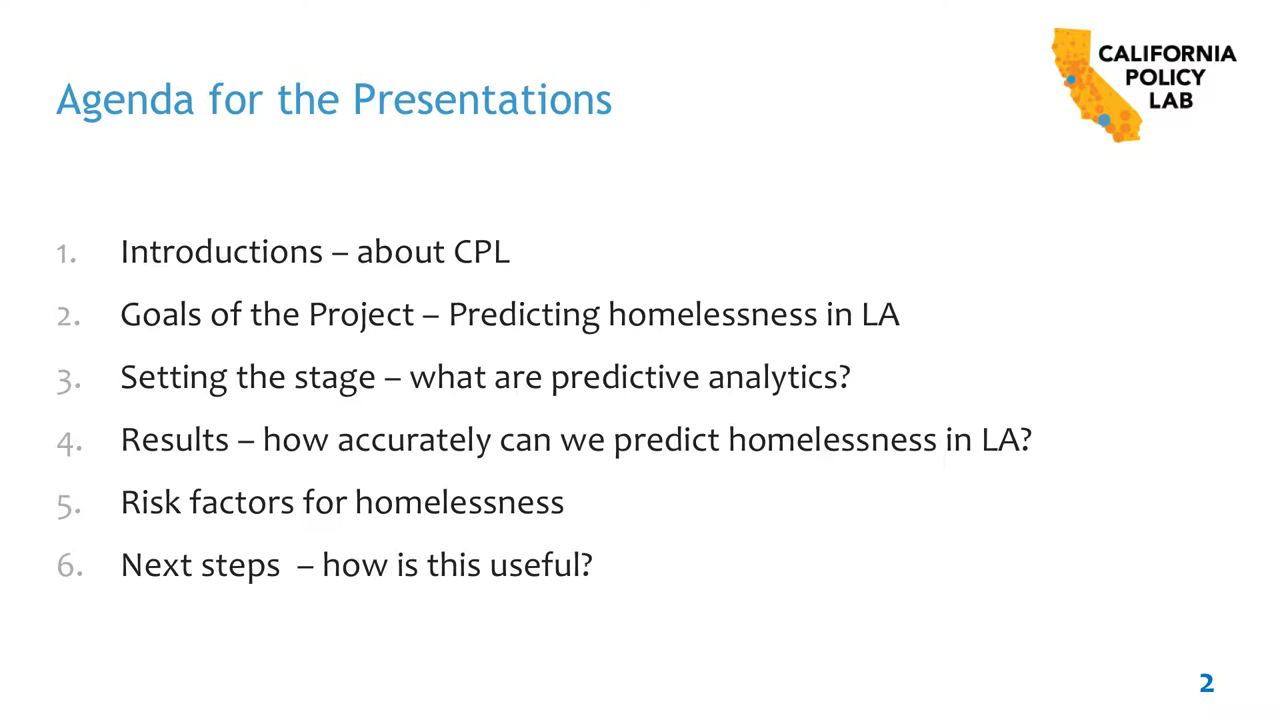 Agenda for the Presentations
CALIFORNIA
POLICY
LAB
1. Introductions – about CPL
2. Goals of the Project – Predicting homelessness in LA
3. Setting the stage – what are predictive analytics?
4. Results – how accurately can we predict homelessness in LA?
5. Risk factors for homelessness
6. Next steps – how is this useful?
2